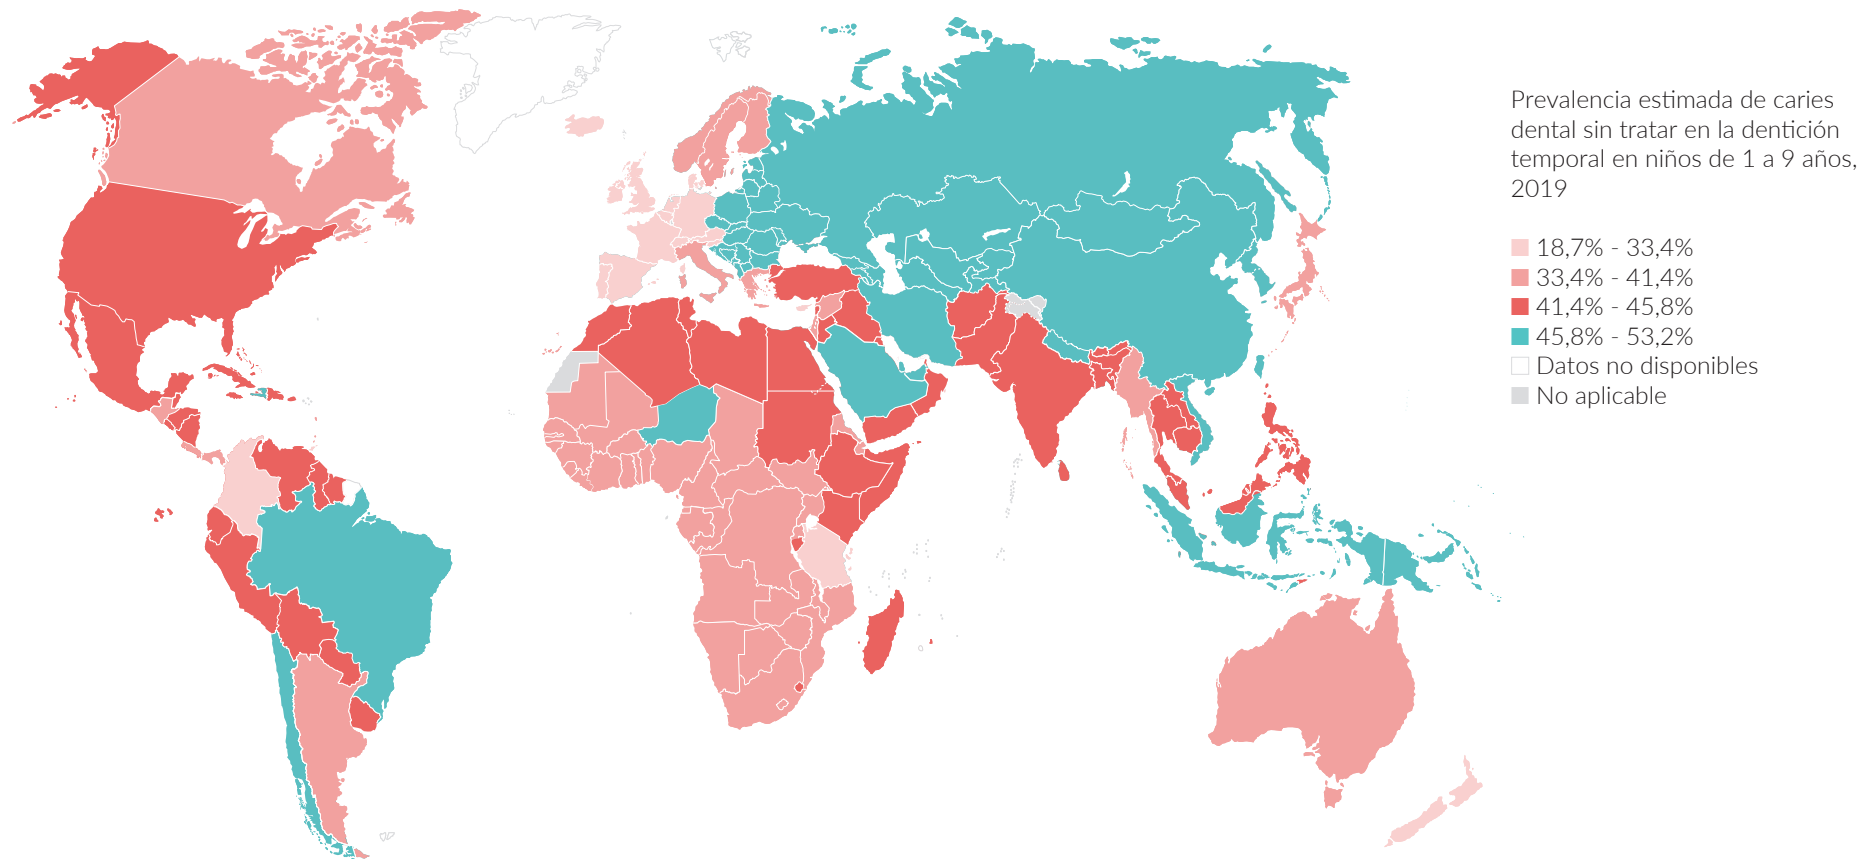 Prevalencia estimada de caries
dental sin tratar en la dentición
temporal en niños de 1 a 9 años,
2019
18,7% - 33,4%
33,4% - 41,4%
41,4% - 45,8%
45,8% - 53,2%
Datos no disponibles
No aplicable